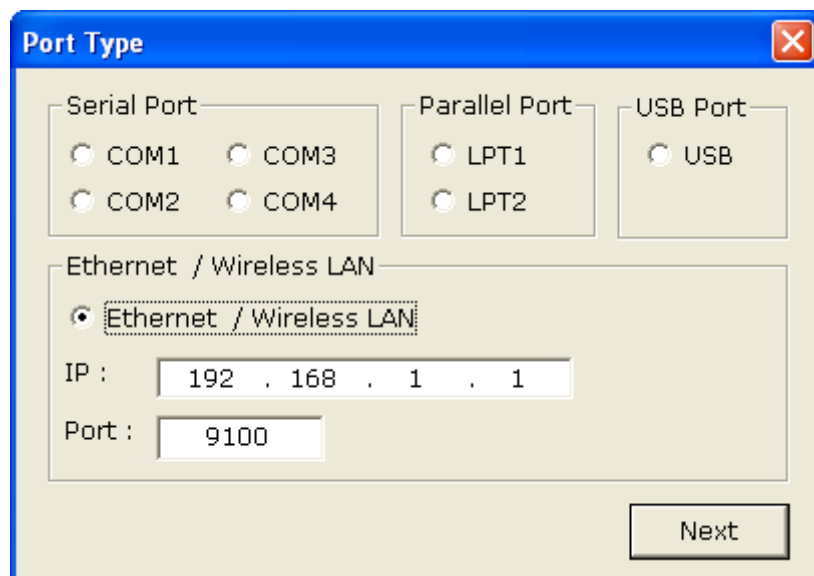 Port Type
Serial Port
COM1 COM3
COM2 COM4
Parallel Port
LPT1
LPT2
USB Port
USB
Ethernet / Wireless LAN
Ethernet / Wireless LAN
IP : 192 . 168 . 1 . 1
Port : 9100
Next